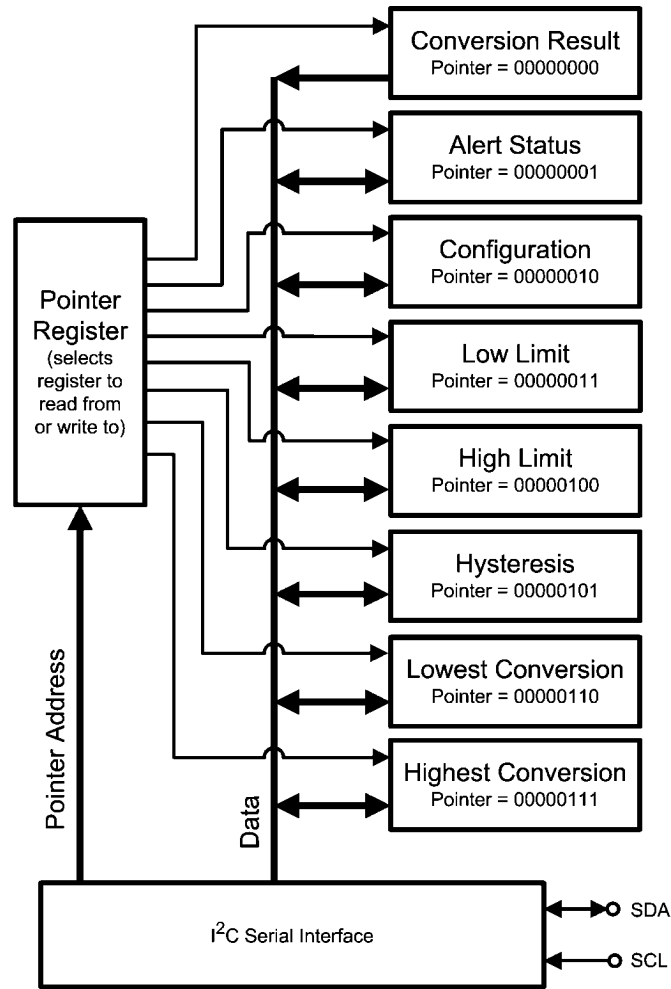 Conversion Result
Pointer = 00000000
Alert Status
Pointer = 00000001
Configuration
Pointer = 00000010
Low Limit
Pointer = 00000011
High Limit
Pointer = 00000100
Hysteresis
Pointer = 00000101
Lowest Conversion
Pointer = 00000110
Highest Conversion
Pointer = 00000111
Pointer
Register
(selects
register to
read from
or write to)
Pointer Address
Data
I²C Serial Interface
SDA
SCL